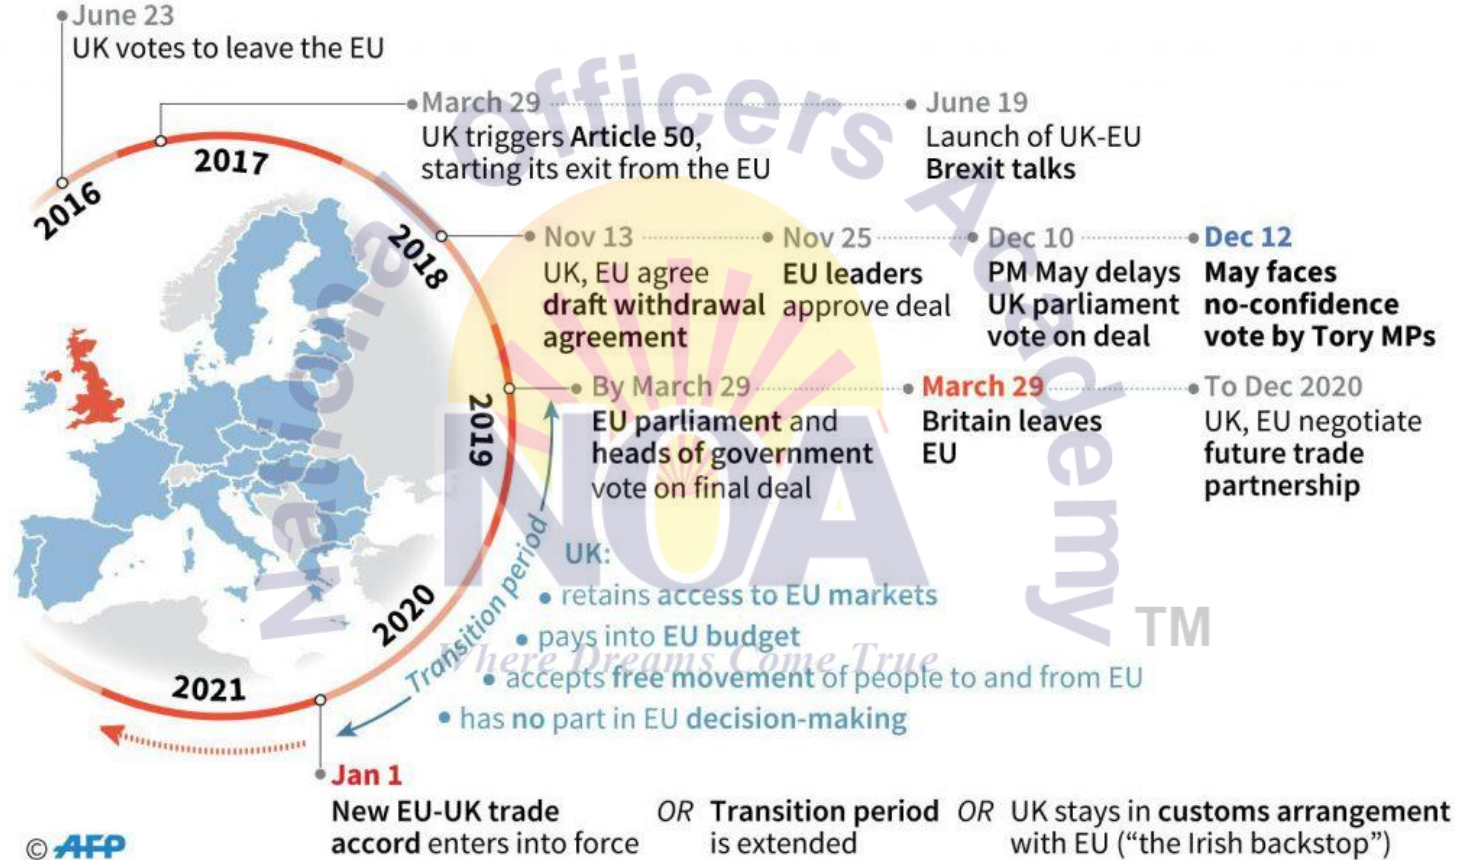 June 23
UK votes to leave the EU
March 29
UK triggers Article 50,
starting its exit from the EU
June 19
Launch of UK-EU
Brexit talks
2016
2017
2018
2019
2020
2021
Nov 13
UK, EU agree
draft withdrawal
agreement
Nov 25
EU leaders
approve deal
Dec 10
PM May delays
UK parliament
vote on deal
Dec 12
May faces
no-confidence
vote by Tory MPs
By March 29
EU parliament and
heads of government
vote on final deal
March 29
Britain leaves
EU
To Dec 2020
UK, EU negotiate
future trade
partnership
Transition period
UK:
• retains access to EU markets
• pays into EU budget
• accepts free movement of people to and from EU
• has no part in EU decision-making
Jan 1
New EU-UK trade
accord enters into force
OR Transition period
is extended
OR UK stays in customs arrangement
with EU (“the Irish backstop”)
© AFP
National Officers Academy
NOA
Where Dreams Come True
TM